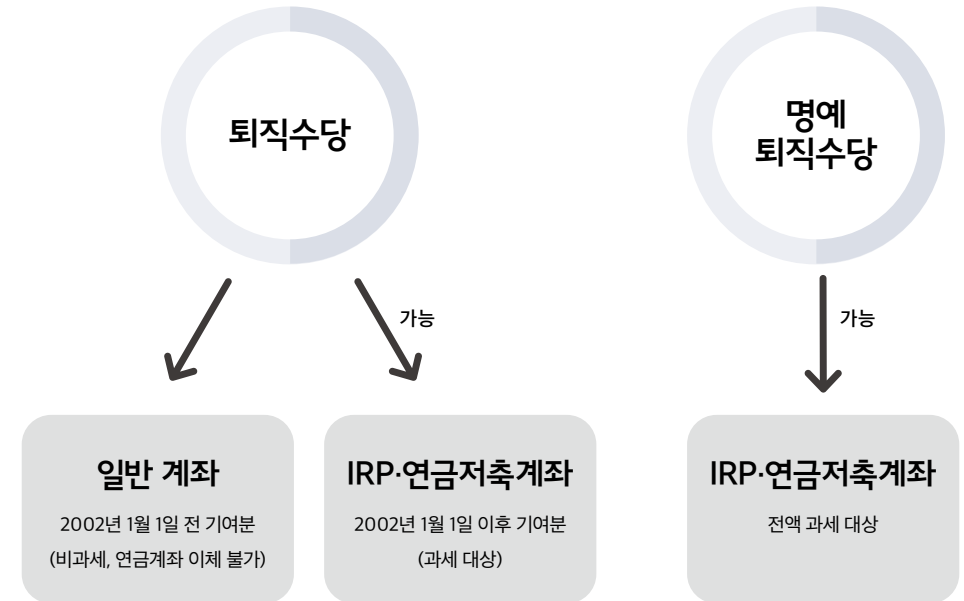 퇴직수당
명예
퇴직수당
가능
가능
일반 계좌
2002년 1월 1일 전 기여분
(비과세, 연금계좌 이체 불가)
IRP·연금저축계좌
2002년 1월 1일 이후 기여분
(과세 대상)
IRP·연금저축계좌
전액 과세 대상